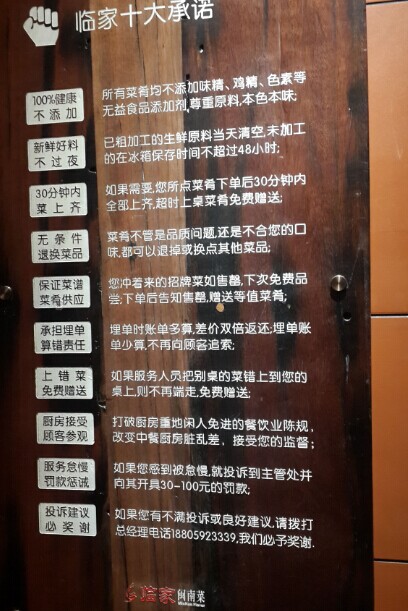 临家十大承诺
100%健康
不添加
所有菜肴均不添加味精、鸡精、色素等
无益食品添加剂,尊重原料,本色本味;
新鲜好料
不过夜
已粗加工的生鲜原料当天清空,未加工
的在冰箱保存时间不超过48小时;
30分钟内
菜上齐
如果需要,您所点菜肴下单后30分钟内
全部上齐,超时上桌菜肴免费赠送;
无条件
退换菜品
菜肴不管是品质问题,还是不合您的口
味,都可以退掉或换点其他菜品;
保证菜谱
菜肴供应
您冲着来的招牌菜如售罄,下次免费品
尝;下单后告知售罄,赠送等值菜肴;
承担埋单
算错责任
埋单时账单多算,差价双倍返还;埋单账
单少算,不再向顾客追索;
上错菜
免费赠送
如果服务人员把别桌的菜错上到您的
桌上,则不再端走,免费赠送;
厨房接受
顾客参观
打破厨房重地闲人免进的餐饮业陈规,
改变中餐厨房脏乱差，接受您的监督;
服务怠慢
罚款惩诫
如果您感到被怠慢,就投诉到主管处并
向其开具30-100元的罚款;
投诉建议
必奖谢
如果您有不满投诉或良好建议,请拨打
总经理电话18805923339,我们必予奖谢.
临家 闽南菜